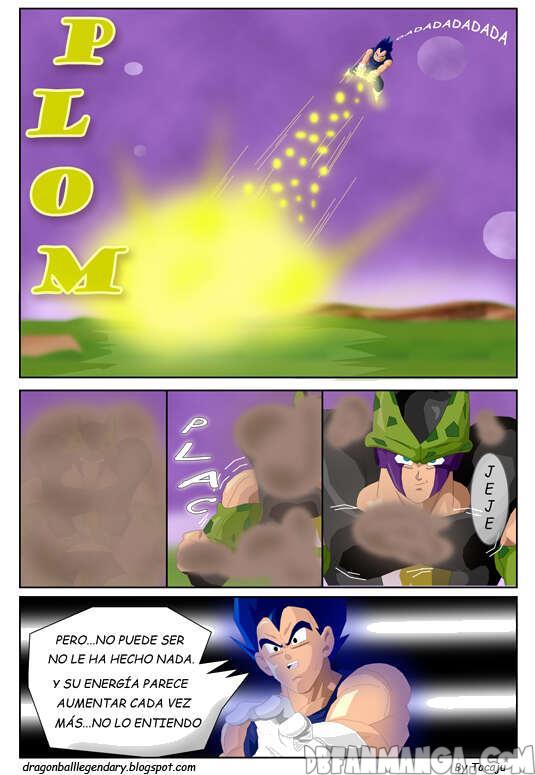 DADADADADADA
PLOM
PLAC
JEJE
PERO...NO PUEDE SER
NO LE HA HECHO NADA.
Y SU ENERGÍA PARECE
AUMENTAR CADA VEZ
MÁS...NO LO ENTIENDO
dragonballlegendary.blogspot.com
By Tocaju
DBFANMANGA.COM